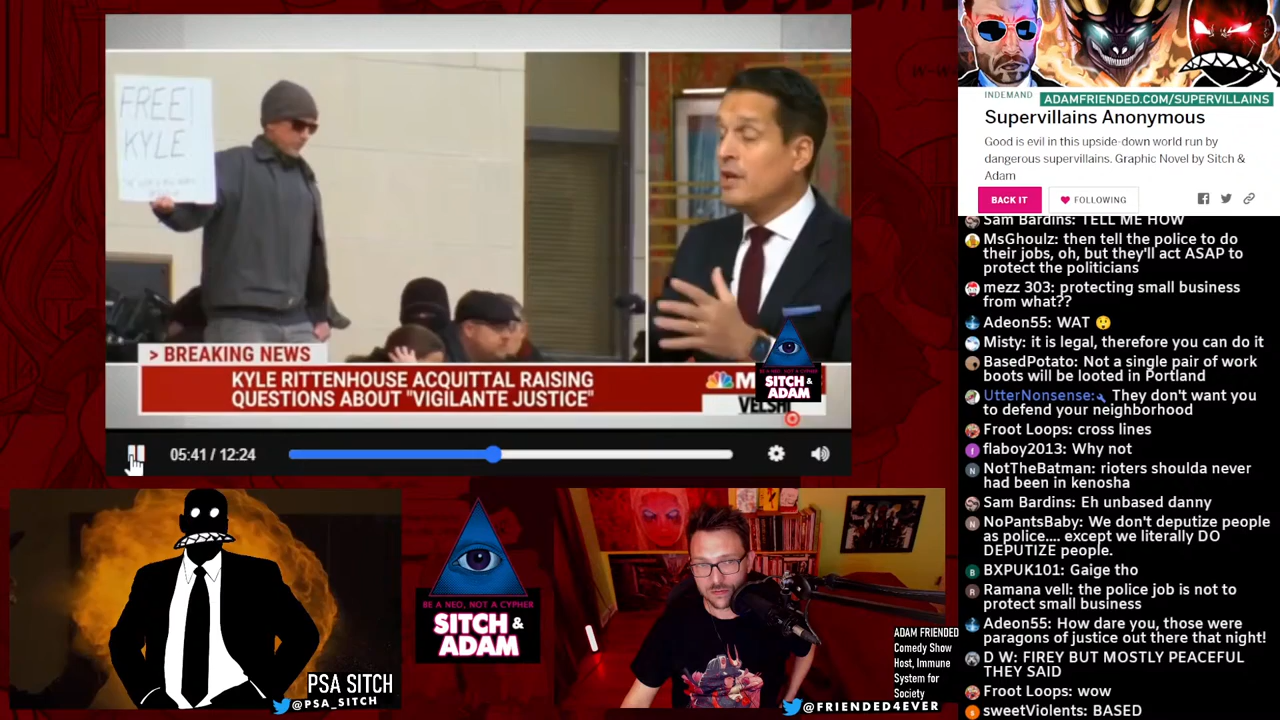 FREE!
KYLE
> BREAKING NEWS
KYLE RITTENHOUSE ACQUITTAL RAISING
QUESTIONS ABOUT "VIGILANTE JUSTICE"
BE A NEO, NOT A CYPHER
SITCH &
ADAM
VELSHI
05:41 / 12:24
PSA SITCH
@PSA_SITCH
BE A NEO, NOT A CYPHER
SITCH &
ADAM
ADAM FRIENDED
Comedy Show
Host, Immune
System for
Society
@FRIENDED4EVER
INDEMAND
ADAMFRIENDED.COM/SUPERVILLAINS
Supervillains Anonymous
Good is evil in this upside-down world run by
dangerous supervillains. Graphic Novel by Sitch &
Adam
BACK IT
FOLLOWING
Sam Bardins: TELL ME HOW
MsGhoulz: then tell the police to do
their jobs, oh, but they'll act ASAP to
protect the politicians
mezz 303: protecting small business
from what??
Adeon55: WAT 😲
Misty: it is legal, therefore you can do it
BasedPotato: Not a single pair of work
boots will be looted in Portland
UtterNonsense: They don't want you
to defend your neighborhood
Froot Loops: cross lines
flaboy2013: Why not
NotTheBatman: rioters shoulda never
had been in kenosha
Sam Bardins: Eh unbased danny
NoPantsBaby: We don't deputize people
as police.... except we literally DO
DEPUTIZE people.
BXPUK101: Gaige tho
Ramana vell: the police job is not to
protect small business
Adeon55: How dare you, those were
paragons of justice out there that night!
D W: FIREY BUT MOSTLY PEACEFUL
THEY SAID
Froot Loops: wow
sweetViolents: BASED